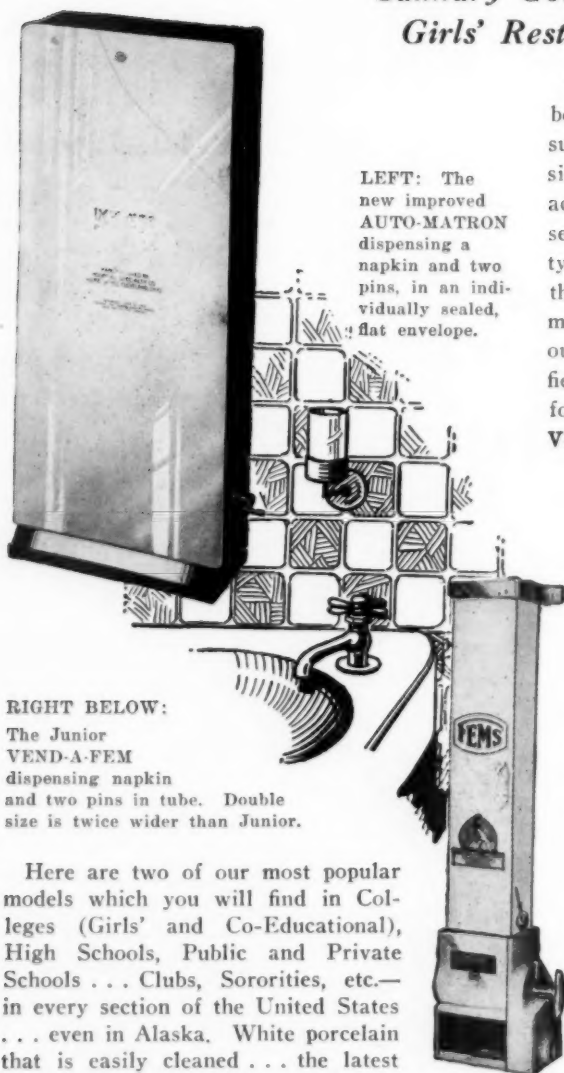 Girls' Rest
LEFT: The
new improved
AUTO-MATRON
dispensing a
napkin and two
pins, in an indi-
vidually sealed,
flat envelope.
FEMS
RIGHT BELOW:
The Junior
VEND-A-FEM
dispensing napkin
and two pins in tube. Double
size is twice wider than Junior.
Here are two of our most popular
models which you will find in Col-
leges (Girls' and Co-Educational),
High Schools, Public and Private
Schools . . . Clubs, Sororities, etc.—
in every section of the United States
. . . even in Alaska. White porcelain
that is easily cleaned . . . the latest